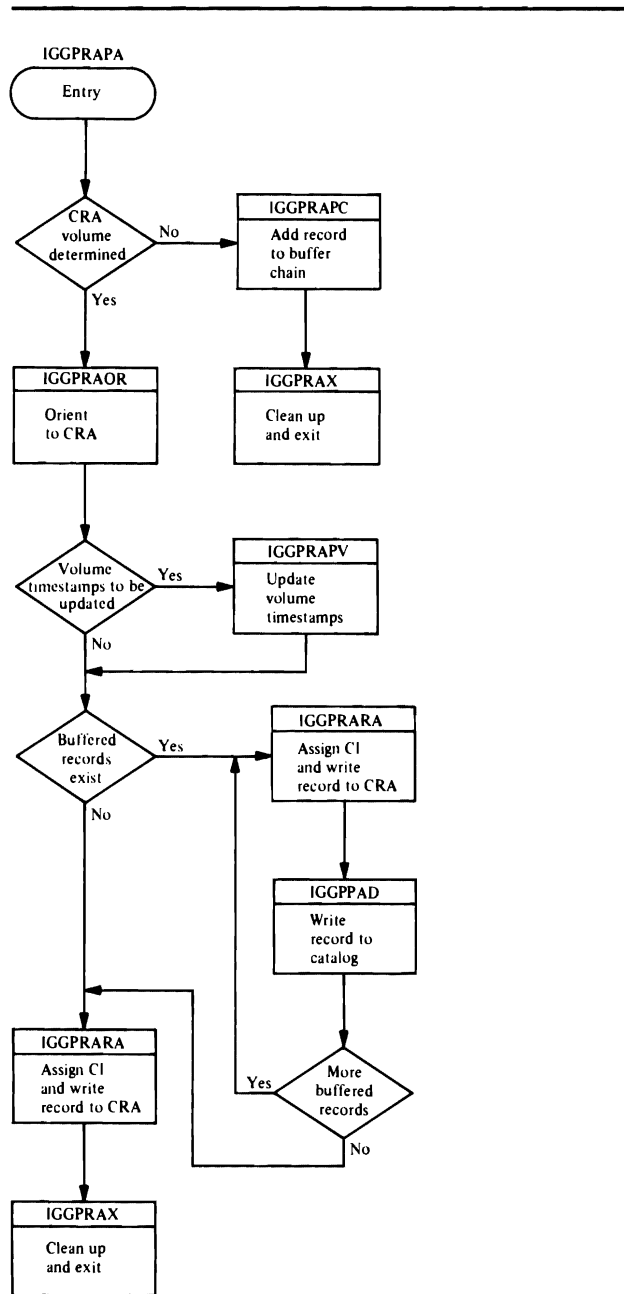 IGGPRAPA
Entry
CRA
volume
determined
No
Yes
IGGPRAPC
Add record
to buffer
chain
IGGPRAOR
Orient
to CRA
IGGPRAX
Clean up
and exit
Volume
timestamps to be
updated
Yes
No
IGGPRAPV
Update
volume
timestamps
Buffered
records
exist
Yes
No
IGGPRARA
Assign CI
and write
record to CRA
IGGPPAD
Write
record to
catalog
More
buffered
records
Yes
No
IGGPRARA
Assign CI
and write
record to CRA
IGGPRAX
Clean up
and exit